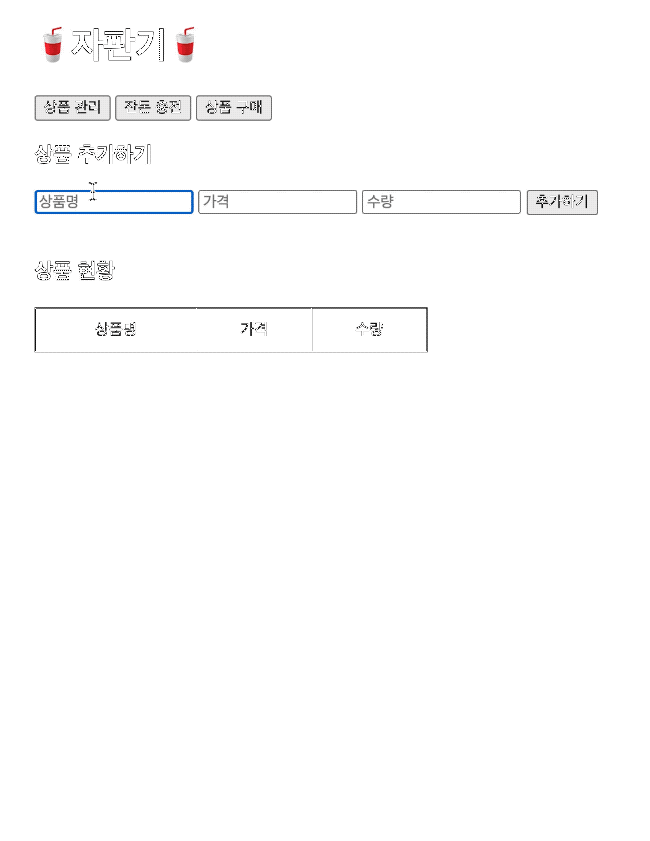 🥤자판기🥤
상품 관리 잔돈 충전 상품 구매
상품 추가하기
상품명 가격 수량 추가하기
상품 현황
상품명 가격 수량